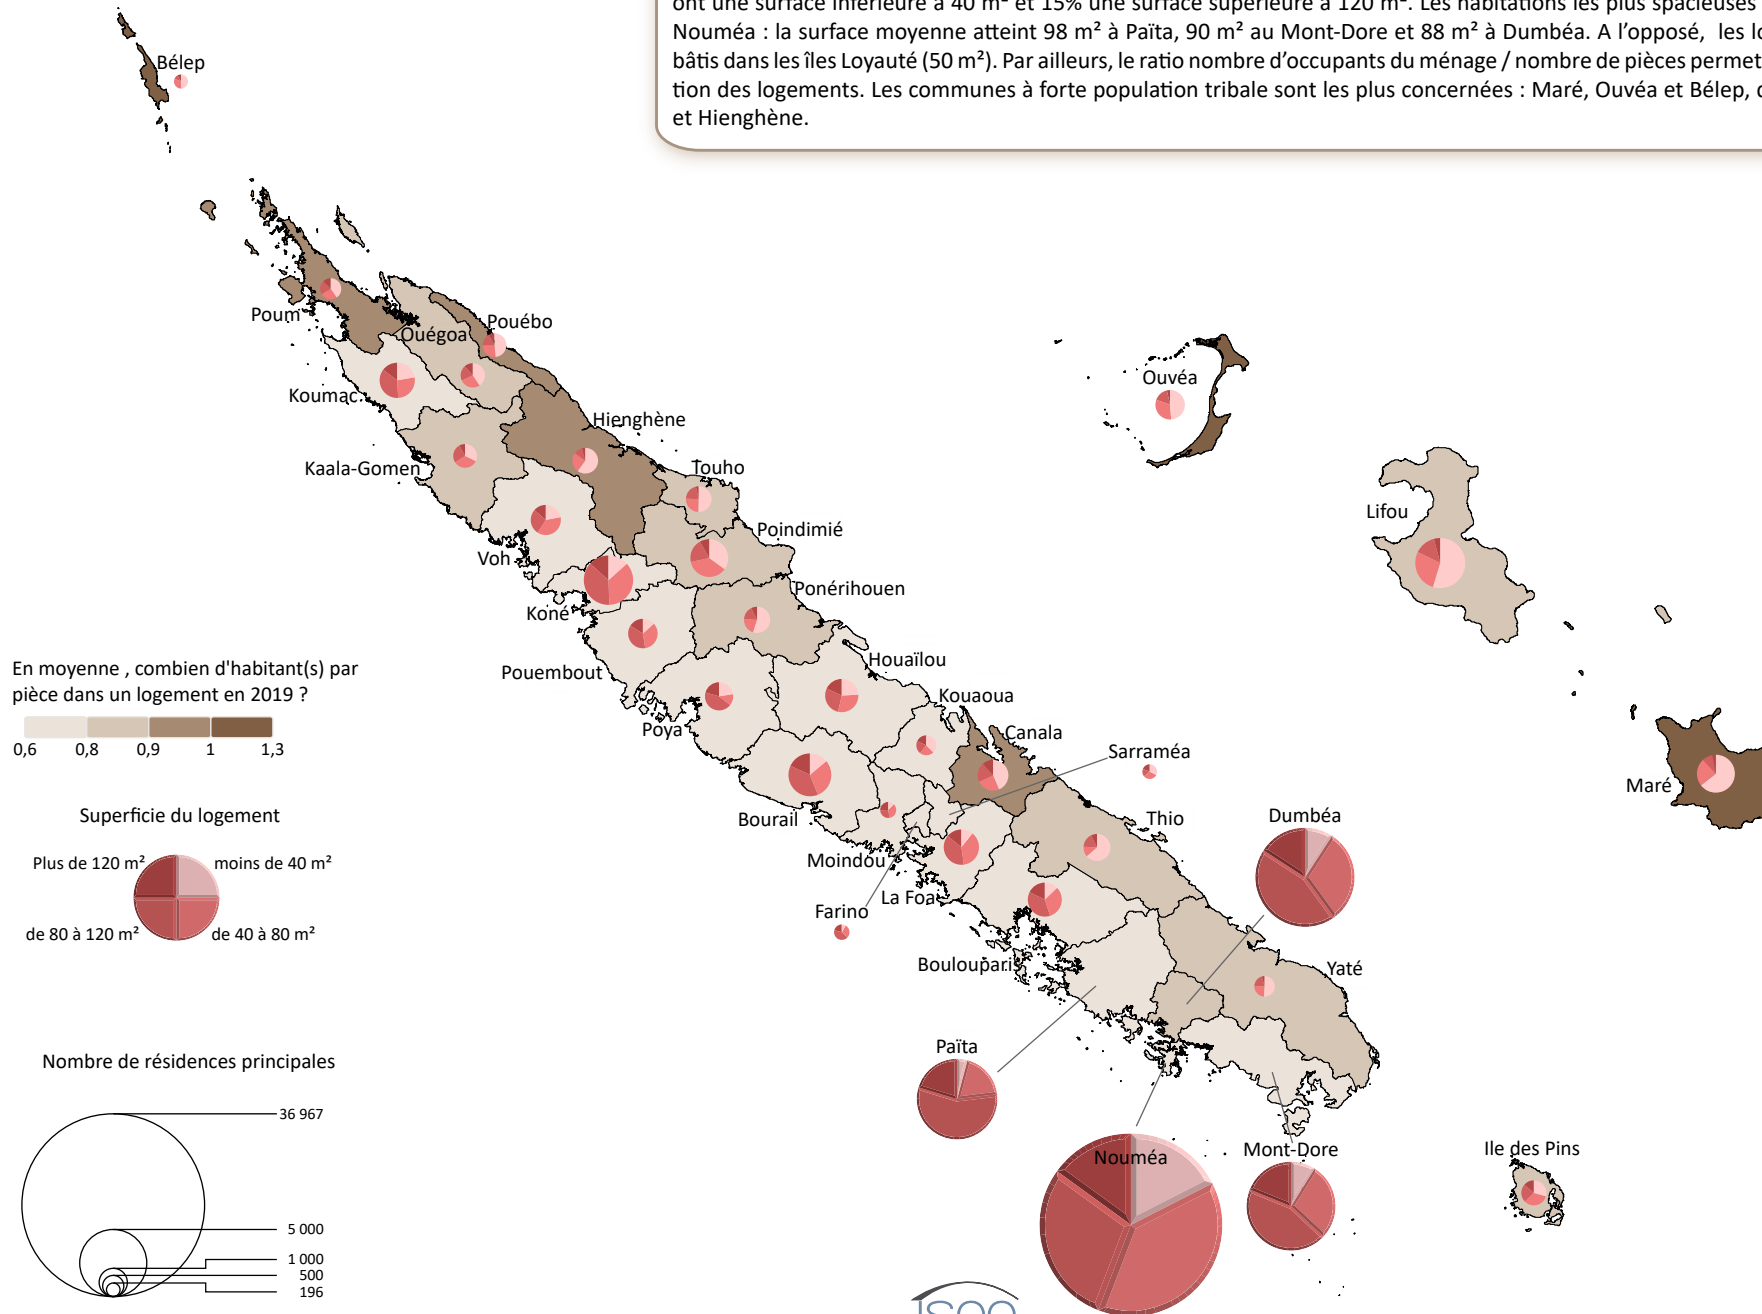 ont une surface inférieure à 40 m² et 15% une surface supérieure à 120 m². Les habitations les plus spacieuses
Nouméa : la surface moyenne atteint 98 m² à Païta, 90 m² au Mont-Dore et 88 m² à Dumbéa. A l'opposé, les
bâtis dans les îles Loyauté (50 m²). Par ailleurs, le ratio nombre d'occupants du ménage / nombre de pièces permet
tion des logements. Les communes à forte population tribale sont les plus concernées : Maré, Ouvéa et Bélep,
et Hienghène.
Bélep
Poum
Ouégoa
Pouébo
Koumac
Hienghène
Kaala-Gomen
Touho
Ouvéa
Lifou
Voh
Poindimié
Koné
Ponérihouen
Pouembout
Houaïlou
Poya
Kouaoua
Canala
Sarraméa
Maré
Bourail
Thio
Dumbéa
Moindou
La Foa
Farino
Boulouparis
Yaté
Païta
Nouméa
Mont-Dore
Ile des Pins
En moyenne , combien d'habitant(s) par
pièce dans un logement en 2019 ?
0,6 0,8 0,9 1 1,3
Superficie du logement
Plus de 120 m² moins de 40 m²
de 80 à 120 m² de 40 à 80 m²
Nombre de résidences principales
36 967
5 000
1 000
500
196